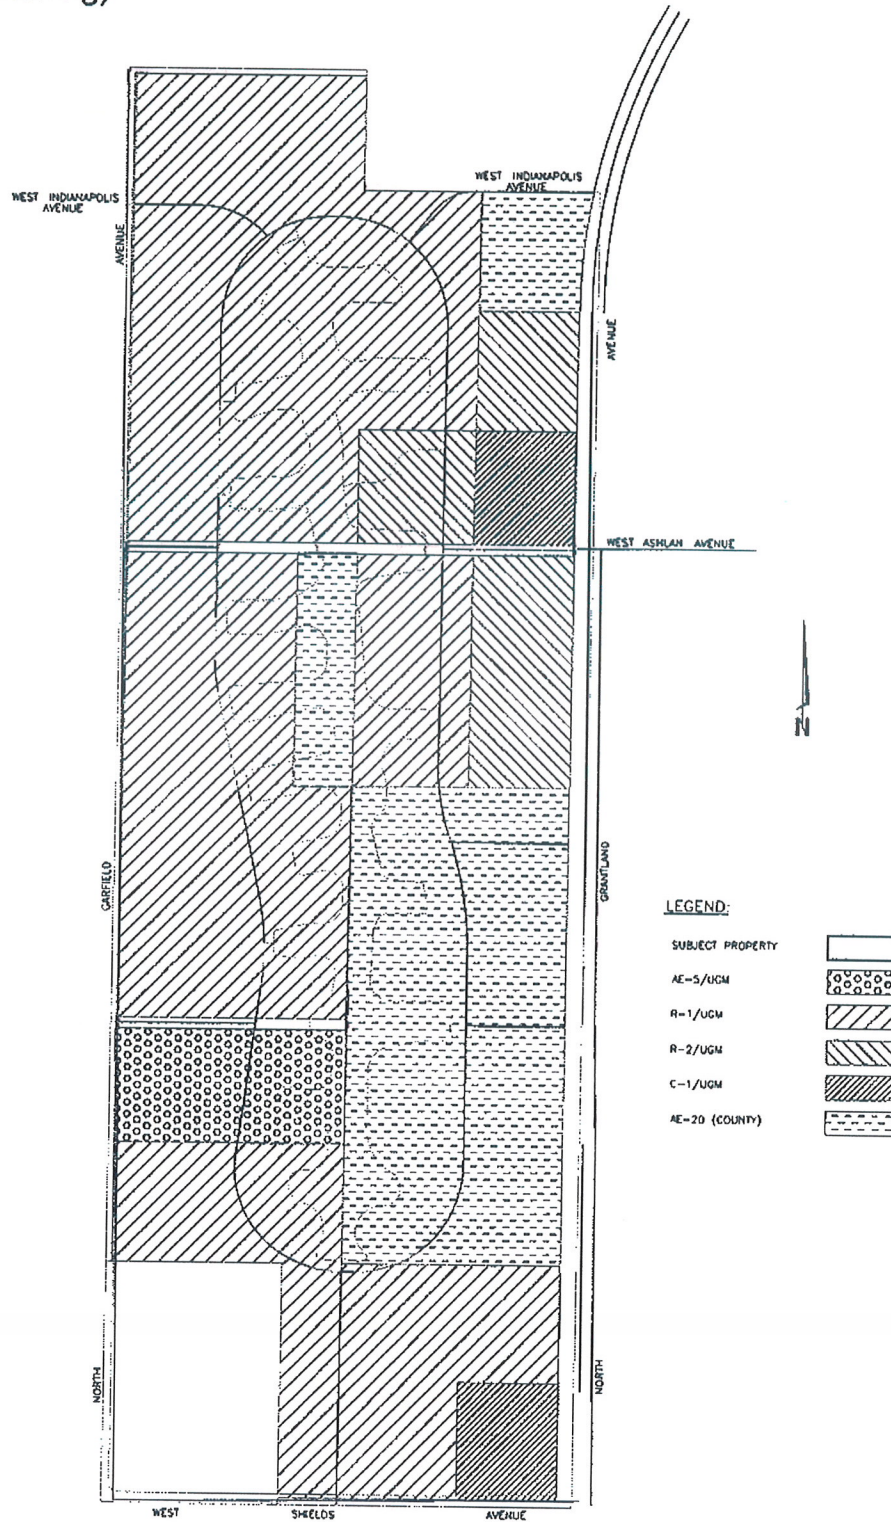 WEST INDIANAPOLIS
AVENUE
WEST INDIANAPOLIS
AVENUE
AVENUE
AVENUE
WEST ASHLAN AVENUE
N
GARFIELD
GRANTLAND
LEGEND:
SUBJECT PROPERTY
AE-5/UGM
R-1/UGM
R-2/UGM
C-1/UGM
AE-20 (COUNTY)
NORTH
NORTH
WEST SHIELDS AVENUE